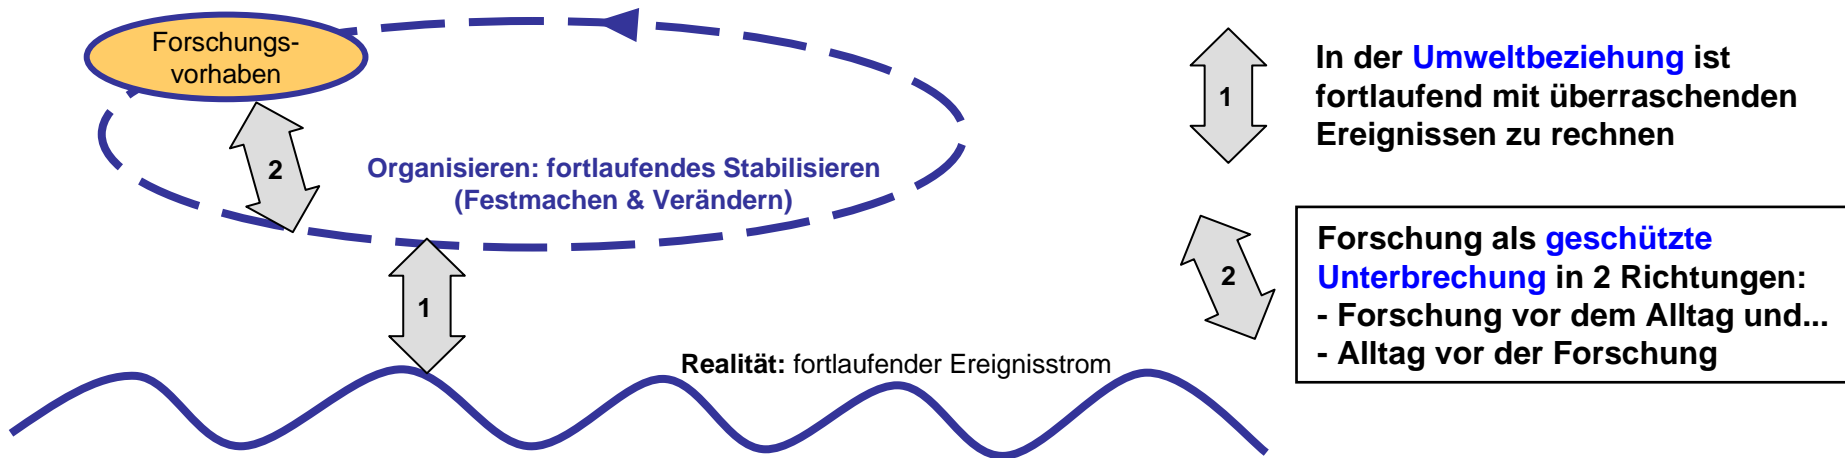 Forschungs-
vorhaben
2
Organisieren: fortlaufendes Stabilisieren
(Festmachen & Verändern)
1
Realität: fortlaufender Ereignisstrom
1
In der Umweltbeziehung ist
fortlaufend mit überraschenden
Ereignissen zu rechnen
2
Forschung als geschützte
Unterbrechung in 2 Richtungen:
- Forschung vor dem Alltag und...
- Alltag vor der Forschung